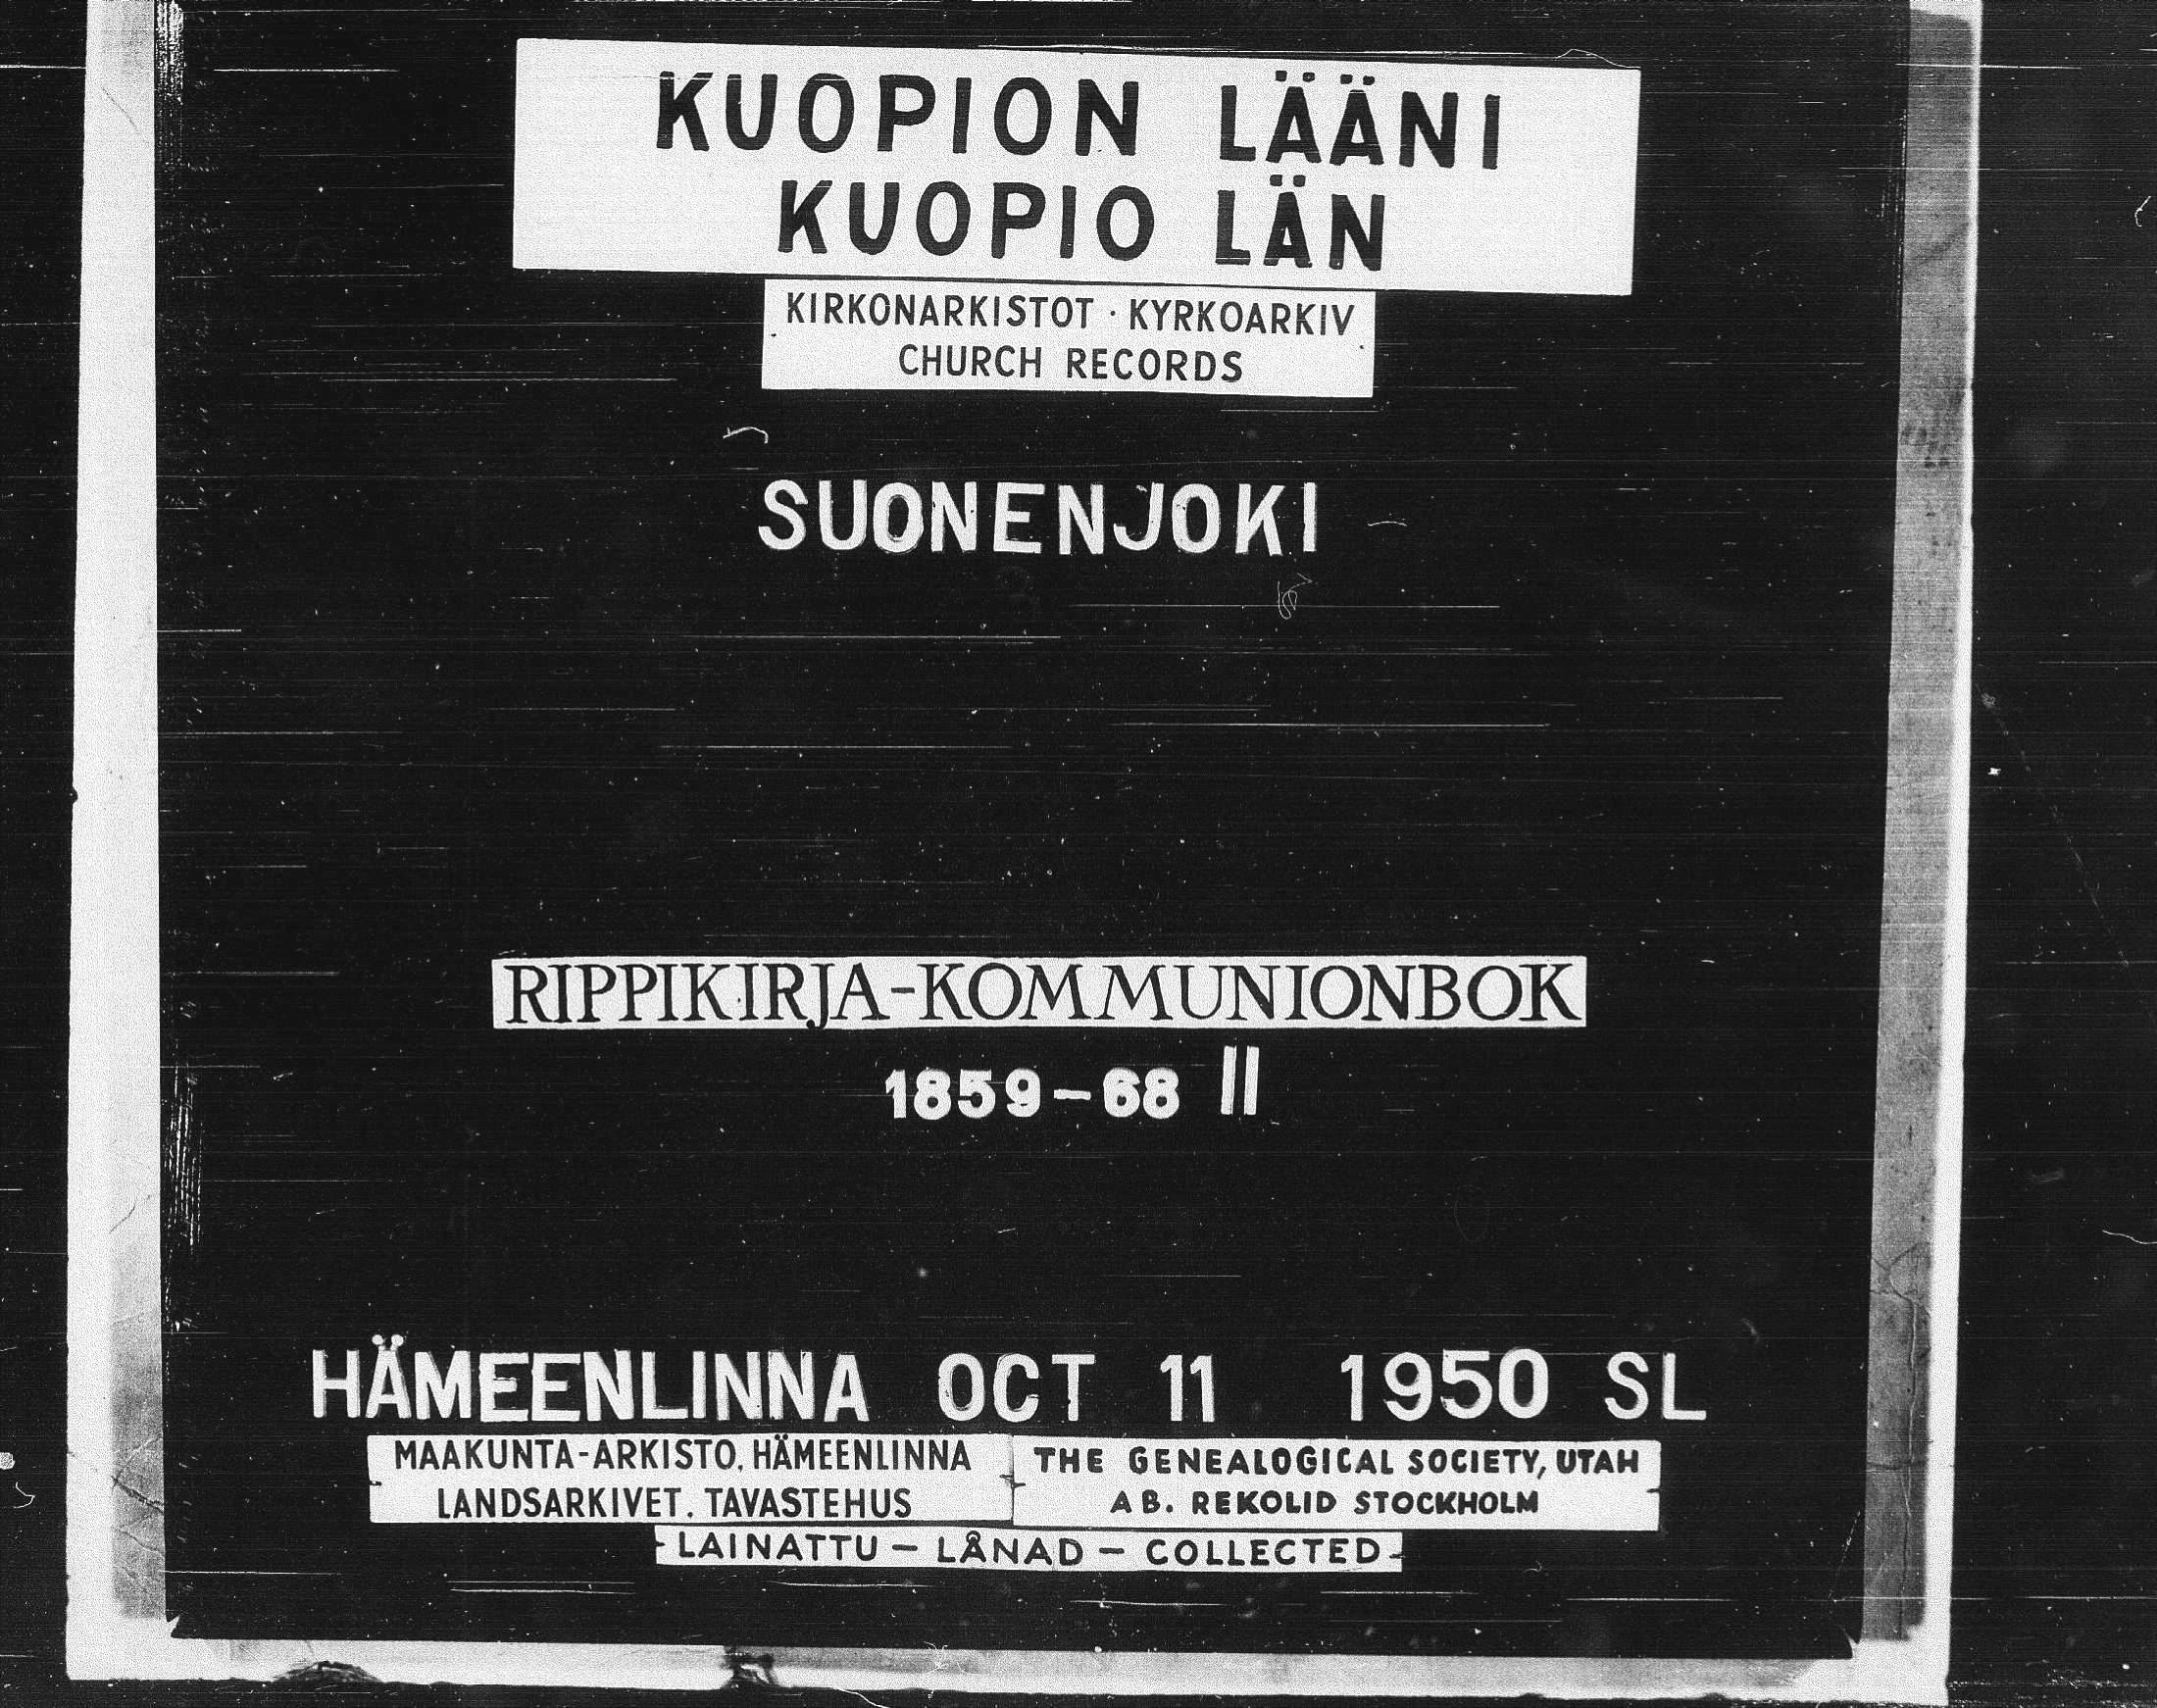 KUOPION LÄÄNI
KUOPIO LÄN
KIRKONARKISTOT · KYRKOARKIV
CHURCH RECORDS
SUONENJOKI
RIPPIKIRJA-KOMMUNIONBOK
1859-68 II
HÄMEENLINNA OCT 11 1950 SL
MAAKUNTA-ARKISTO, HÄMEENLINNA
LANDSARKIVET. TAVASTEHUS
THE GENEALOGICAL SOCIETY, UTAH
AB. REKOLID STOCKHOLM
LAINATTU - LÅNAD - COLLECTED